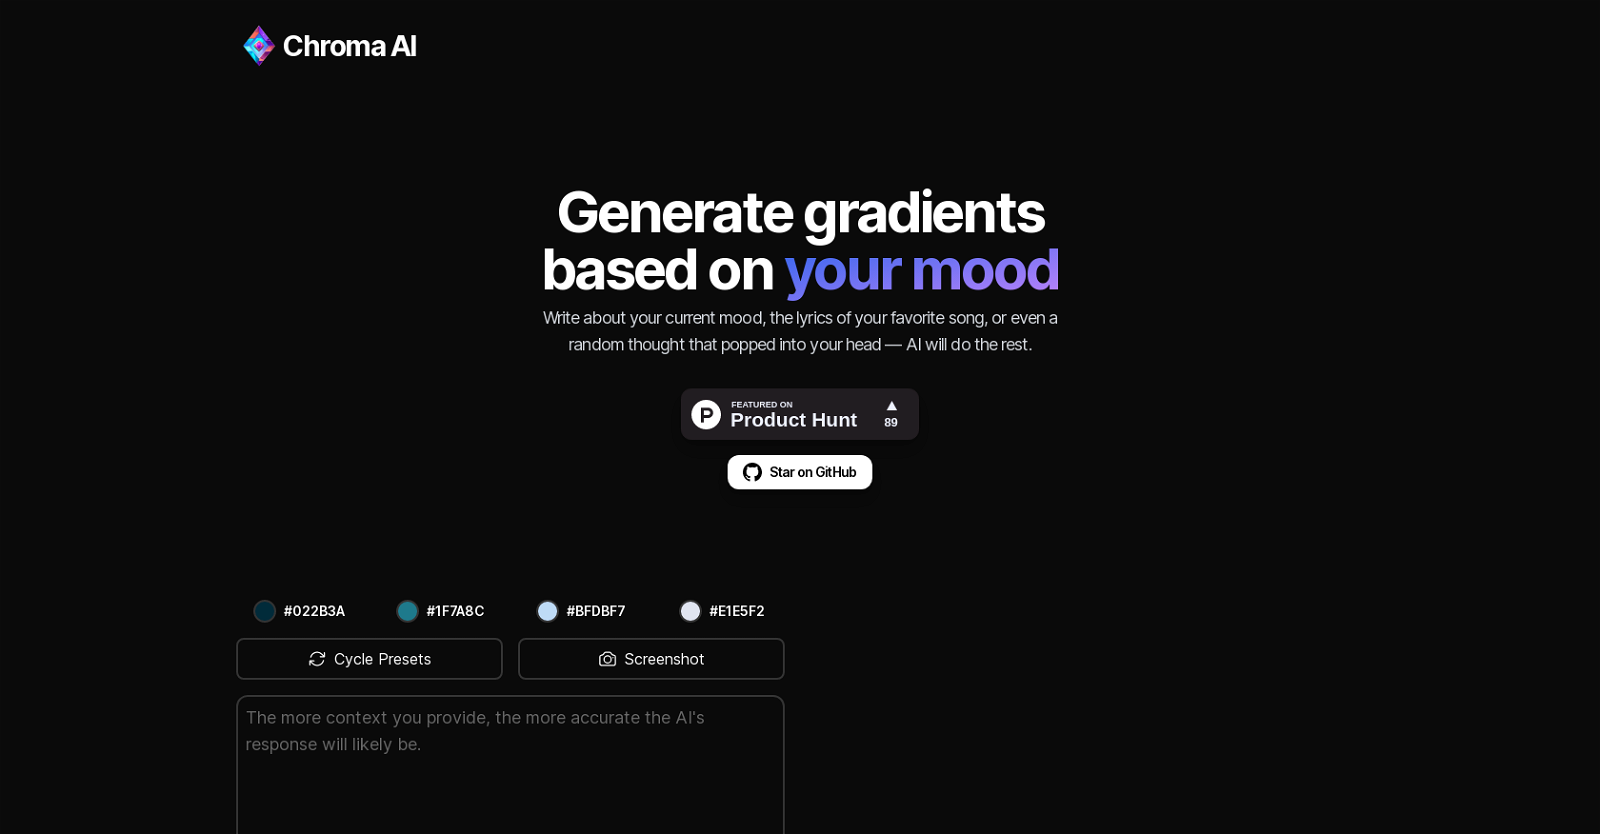 Chroma AI
Generate gradients
based on your mood
Write about your current mood, the lyrics of your favorite song, or even a
random thought that popped into your head — AI will do the rest.
P
FEATURED ON
Product Hunt
▲
89
Star on GitHub
#022B3A
#1F7A8C
#BFDBF7
#E1E5F2
Cycle Presets
Screenshot
The more context you provide, the more accurate the AI's
response will likely be.